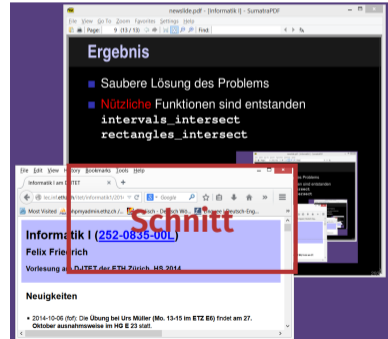 newslide.pdf - [Informatik I] - SumatraPDF
File View Go To Zoom Favorites Settings Help
Page: 9 (13 / 13) Find:
Ergebnis
Saubere Lösung des Problems
Nützliche Funktionen sind entstanden
intervals_intersect
rectangles_intersect
File Edit View History Bookmarks Tools Help
Informatik I am D-ITET
Google
Most Visited
Schnitt
Informatik I (252-0835-00L)
Felix Friedrich
Vorlesung am D-ITET der ETH Zürich, HS 2014
Neuigkeiten
2014-10-06 (fof): Die Übung bei Urs Müller (Mo. 13-15 im ETZ E6) findet am 27.
Oktober ausnahmsweise im HG E 23 statt.